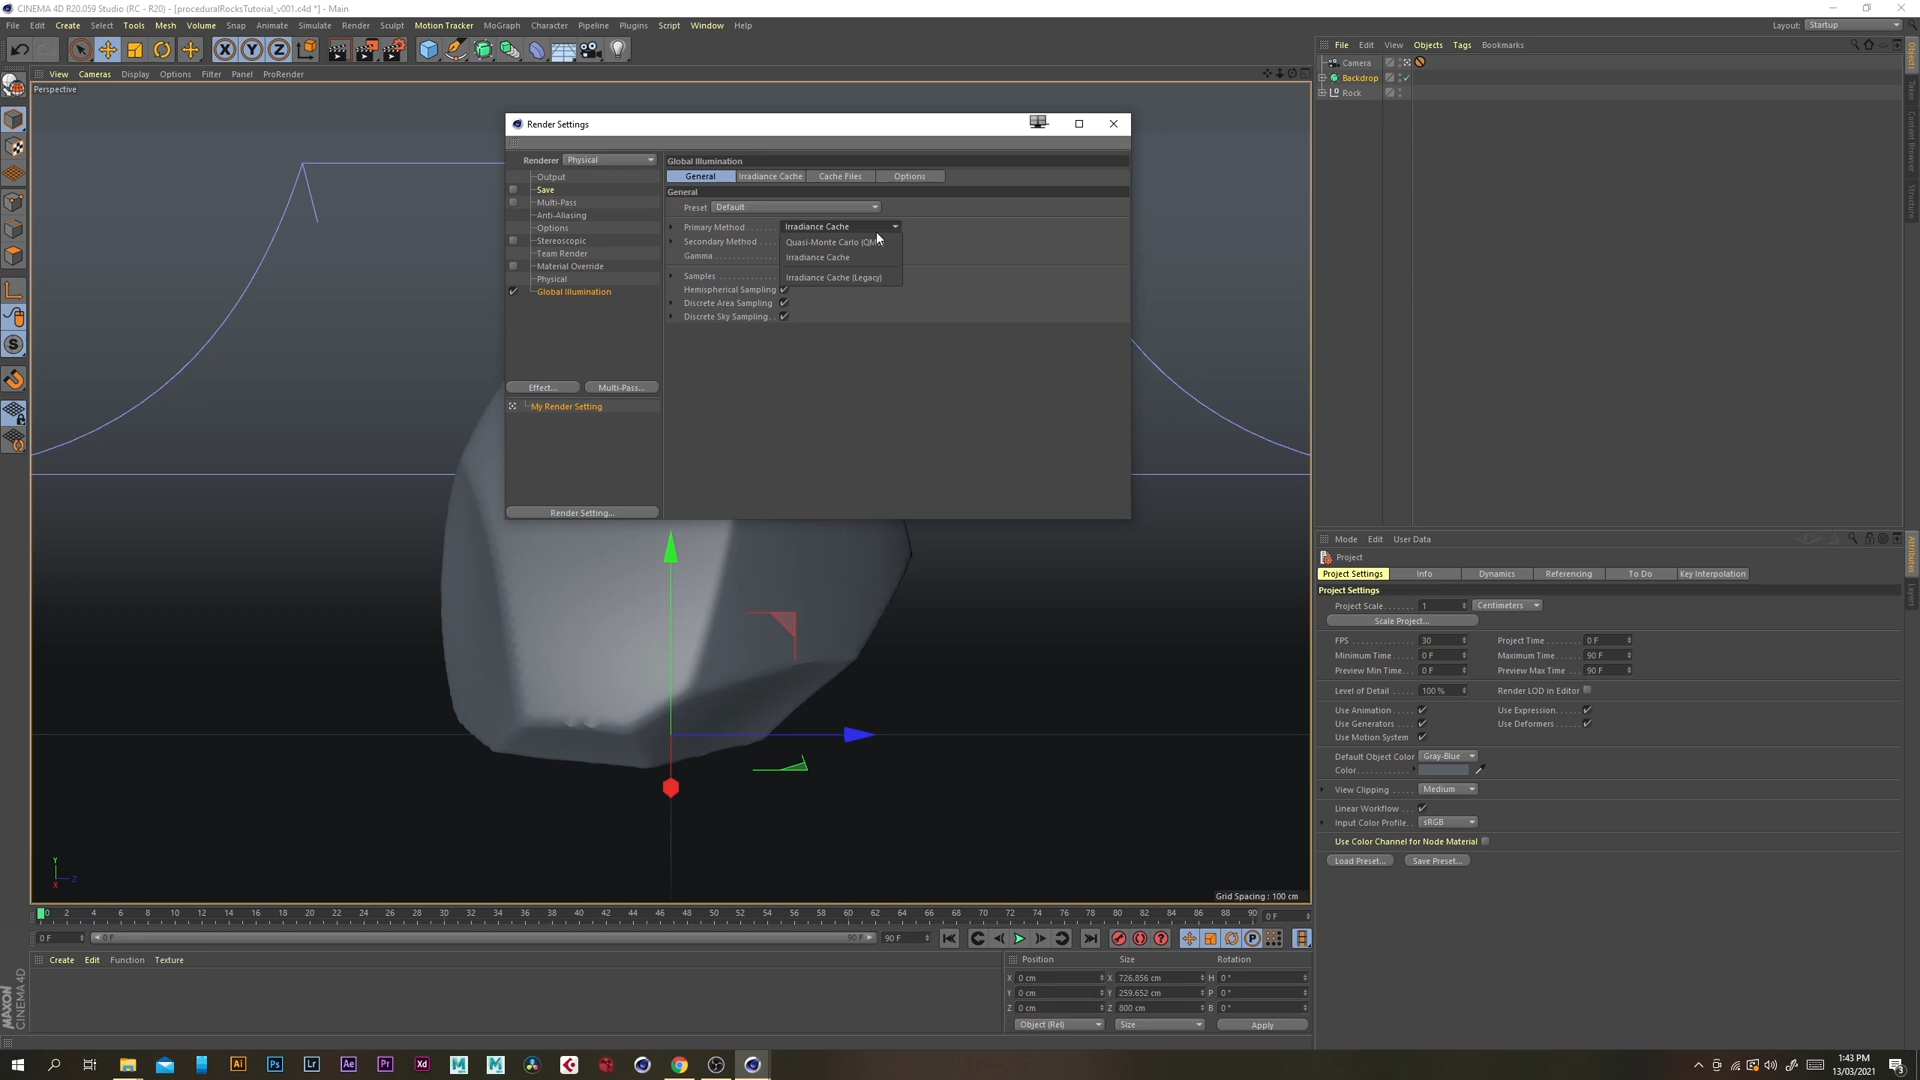 CINEMA 4D R20.059 Studio (RC - R20) - [proceduralRocksTutorial_v001.c4d *] - Main
File Edit Create Select Tools Mesh Volume Snap Animate Simulate Render Sculpt Motion Tracker MoGraph Character Pipeline Plugins Script Window Help
Layout: Startup
View Cameras Display Options Filter Panel ProRender
Perspective
Render Settings
Renderer Physical
Output
Save
Multi-Pass
Anti-Aliasing
Options
Stereoscopic
Team Render
Material Override
Physical
Global Illumination
Effect... Multi-Pass...
My Render Setting
Render Setting...
Global Illumination
General Irradiance Cache Cache Files Options
General
Preset Default
Primary Method Irradiance Cache
Secondary Method
Quasi-Monte Carlo
Gamma
Irradiance Cache
Samples
Irradiance Cache (Legacy)
Hemispherical Sampling
Discrete Area Sampling
Discrete Sky Sampling
Grid Spacing : 100 cm
Y
Z
X
File Edit View Objects Tags Bookmarks
Camera
Backdrop
Rock
Objects
Takes
Content Browser
Structure
Mode Edit User Data
Project
Project Settings Info Dynamics Referencing To Do Key Interpolation
Project Settings
Project Scale 1 Centimeters
Scale Project...
FPS 30 Project Time 0 F
Minimum Time 0 F Maximum Time 90 F
Preview Min Time 0 F Preview Max Time 90 F
Level of Detail 100 % Render LOD in Editor
Use Animation Use Expression
Use Generators Use Deformers
Use Motion System
Default Object Color Gray-Blue
Color
View Clipping Medium
Linear Workflow
Input Color Profile sRGB
Use Color Channel for Node Material
Load Preset... Save Preset...
Attributes
Layers
0 2 4 6 8 10 12 14 16 18 20 22 24 26 28 30 32 34 36 38 40 42 44 46 48 50 52 54 56 58 60 62 64 66 68 70 72 74 76 78 80 82 84 86 88 90 0 F
0 F 0 F 90 F 90 F
Create Edit Function Texture
Position Size Rotation
X 0 cm X 726.856 cm H 0 °
Y 0 cm Y 259.652 cm P 0 °
Z 0 cm Z 800 cm B 0 °
Object (Rel) Size Apply
MAXON CINEMA 4D
1:43 PM
13/03/2021